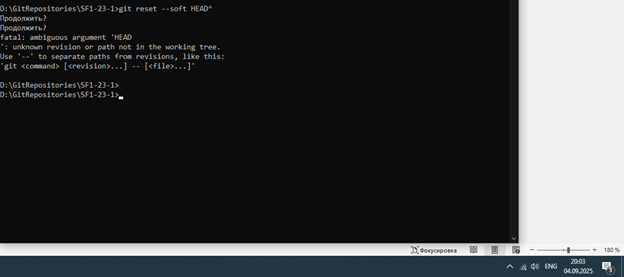 D:\GitRepositories\SF1-23-1>git reset --soft HEAD^
Продолжить?
Продолжить?
fatal: ambiguous argument 'HEAD
': unknown revision or path not in the working tree.
Use '--' to separate paths from revisions, like this:
'git <command> [<revision>...] -- [<file>...]'
D:\GitRepositories\SF1-23-1>
D:\GitRepositories\SF1-23-1>
Фокусировка
180 %
ENG
20:03
04.09.2025
3